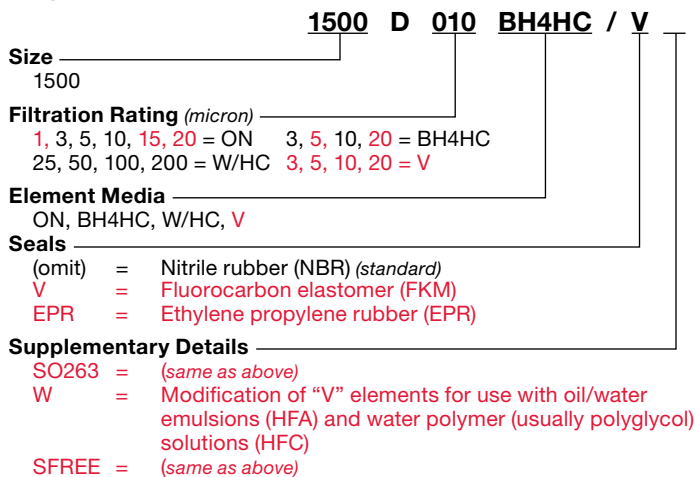 1500 D 010 BH4HC / V
Size
1500
Filtration Rating (micron)
1, 3, 5, 10, 15, 20 = ON 3, 5, 10, 20 = BH4HC
25, 50, 100, 200 = W/HC 3, 5, 10, 20 = V
Element Media
ON, BH4HC, W/HC, V
Seals
(omit) = Nitrile rubber (NBR) (standard)
V = Fluorocarbon elastomer (FKM)
EPR = Ethylene propylene rubber (EPR)
Supplementary Details
SO263 = (same as above)
W = Modification of “V” elements for use with oil/water
emulsions (HFA) and water polymer (usually polyglycol)
solutions (HFC)
SFREE = (same as above)